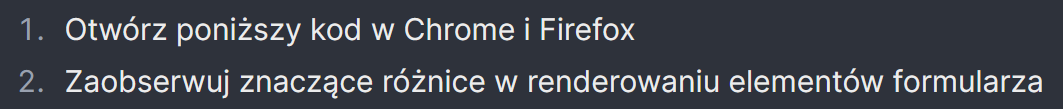 1. Otwórz poniższy kod w Chrome i Firefox
2. Zaobserwuj znaczące różnice w renderowaniu elementów formularza